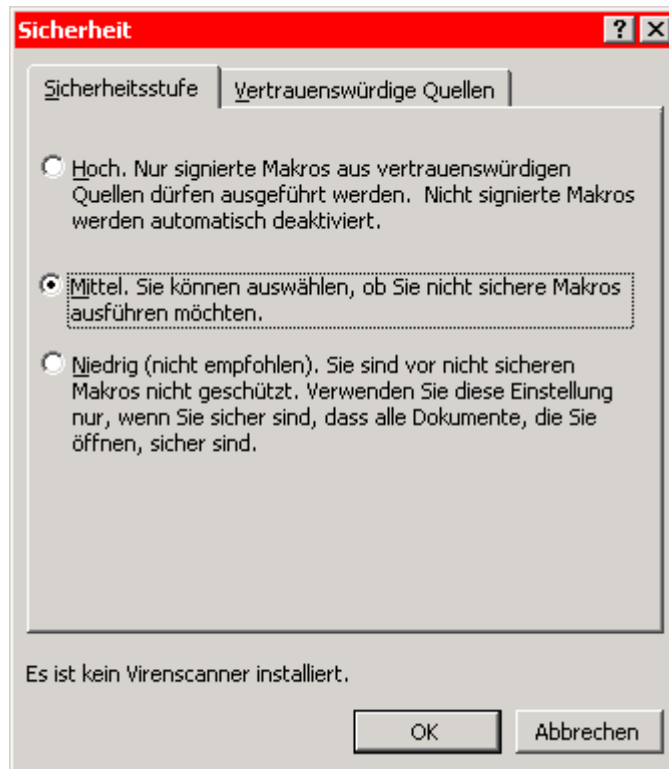 Sicherheit
Sicherheitsstufe
Vertrauenswürdige Quellen
Hoch. Nur signierte Makros aus vertrauenswürdigen
Quellen dürfen ausgeführt werden.  Nicht signierte Makros
werden automatisch deaktiviert.
Mittel. Sie können auswählen, ob Sie nicht sichere Makros
ausführen möchten.
Niedrig (nicht empfohlen). Sie sind vor nicht sicheren
Makros nicht geschützt. Verwenden Sie diese Einstellung
nur, wenn Sie sicher sind, dass alle Dokumente, die Sie
öffnen, sicher sind.
Es ist kein Virenscanner installiert.
OK
Abbrechen